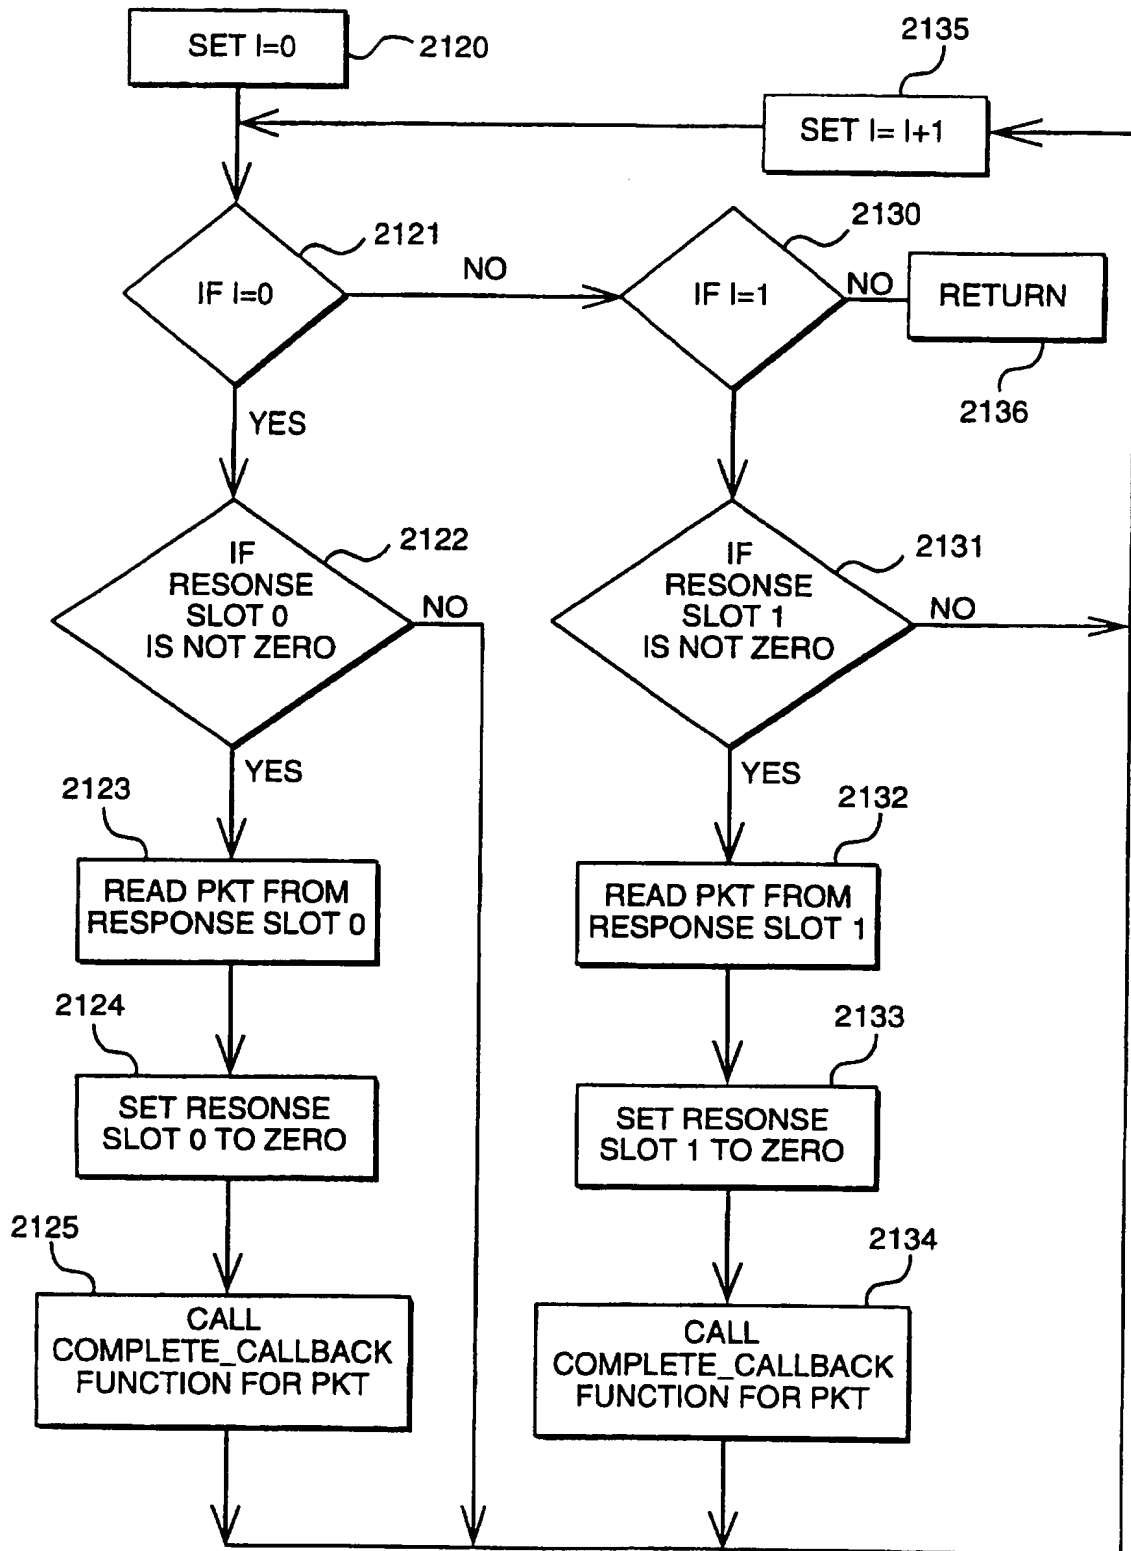 SET I=0
2120
2135
SET I= I+1
2121
IF I=0
NO
2130
IF I=1
NO
RETURN
2136
YES
2122
IF
RESONSE
SLOT 0
IS NOT ZERO
NO
2131
IF
RESONSE
SLOT 1
IS NOT ZERO
NO
YES
YES
2123
READ PKT FROM
RESPONSE SLOT 0
2132
READ PKT FROM
RESPONSE SLOT 1
2124
SET RESONSE
SLOT 0 TO ZERO
2133
SET RESONSE
SLOT 1 TO ZERO
2125
CALL
COMPLETE_CALLBACK
FUNCTION FOR PKT
2134
CALL
COMPLETE_CALLBACK
FUNCTION FOR PKT